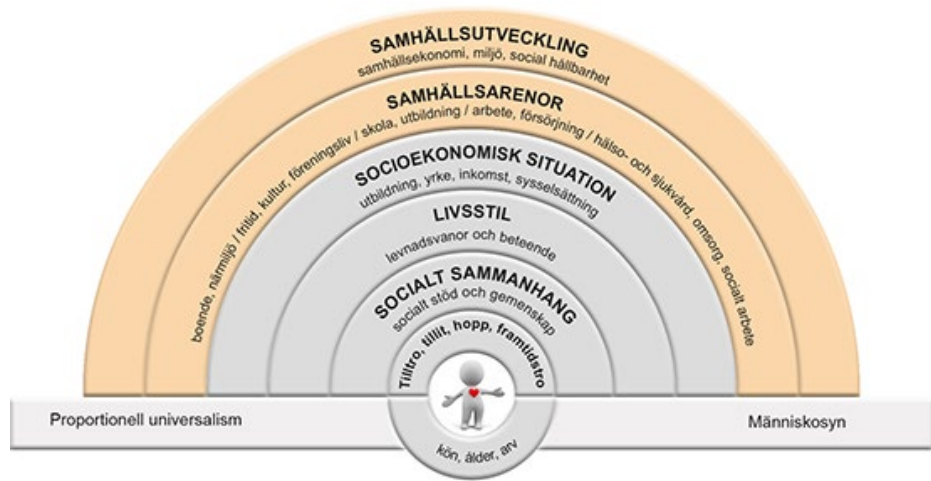 SAMHÄLLSUTVECKLING
samhällsekonomi, miljö, social hållbarhet
SAMHÄLLSARENOR
boende, närmiljö / fritid, kultur, föreningsliv / skola, utbildning / arbete, försörjning / hälso- och sjukvård, omsorg, socialt arbete
SOCIOEKONOMISK SITUATION
utbildning, yrke, inkomst, sysselsättning
LIVSSTIL
levnadsvanor och beteende
SOCIALT SAMMANHANG
socialt stöd och gemenskap
Tilltro, tillit, hopp, framtidstro
Proportionell universalism
Människosyn
kön, ålder, arv